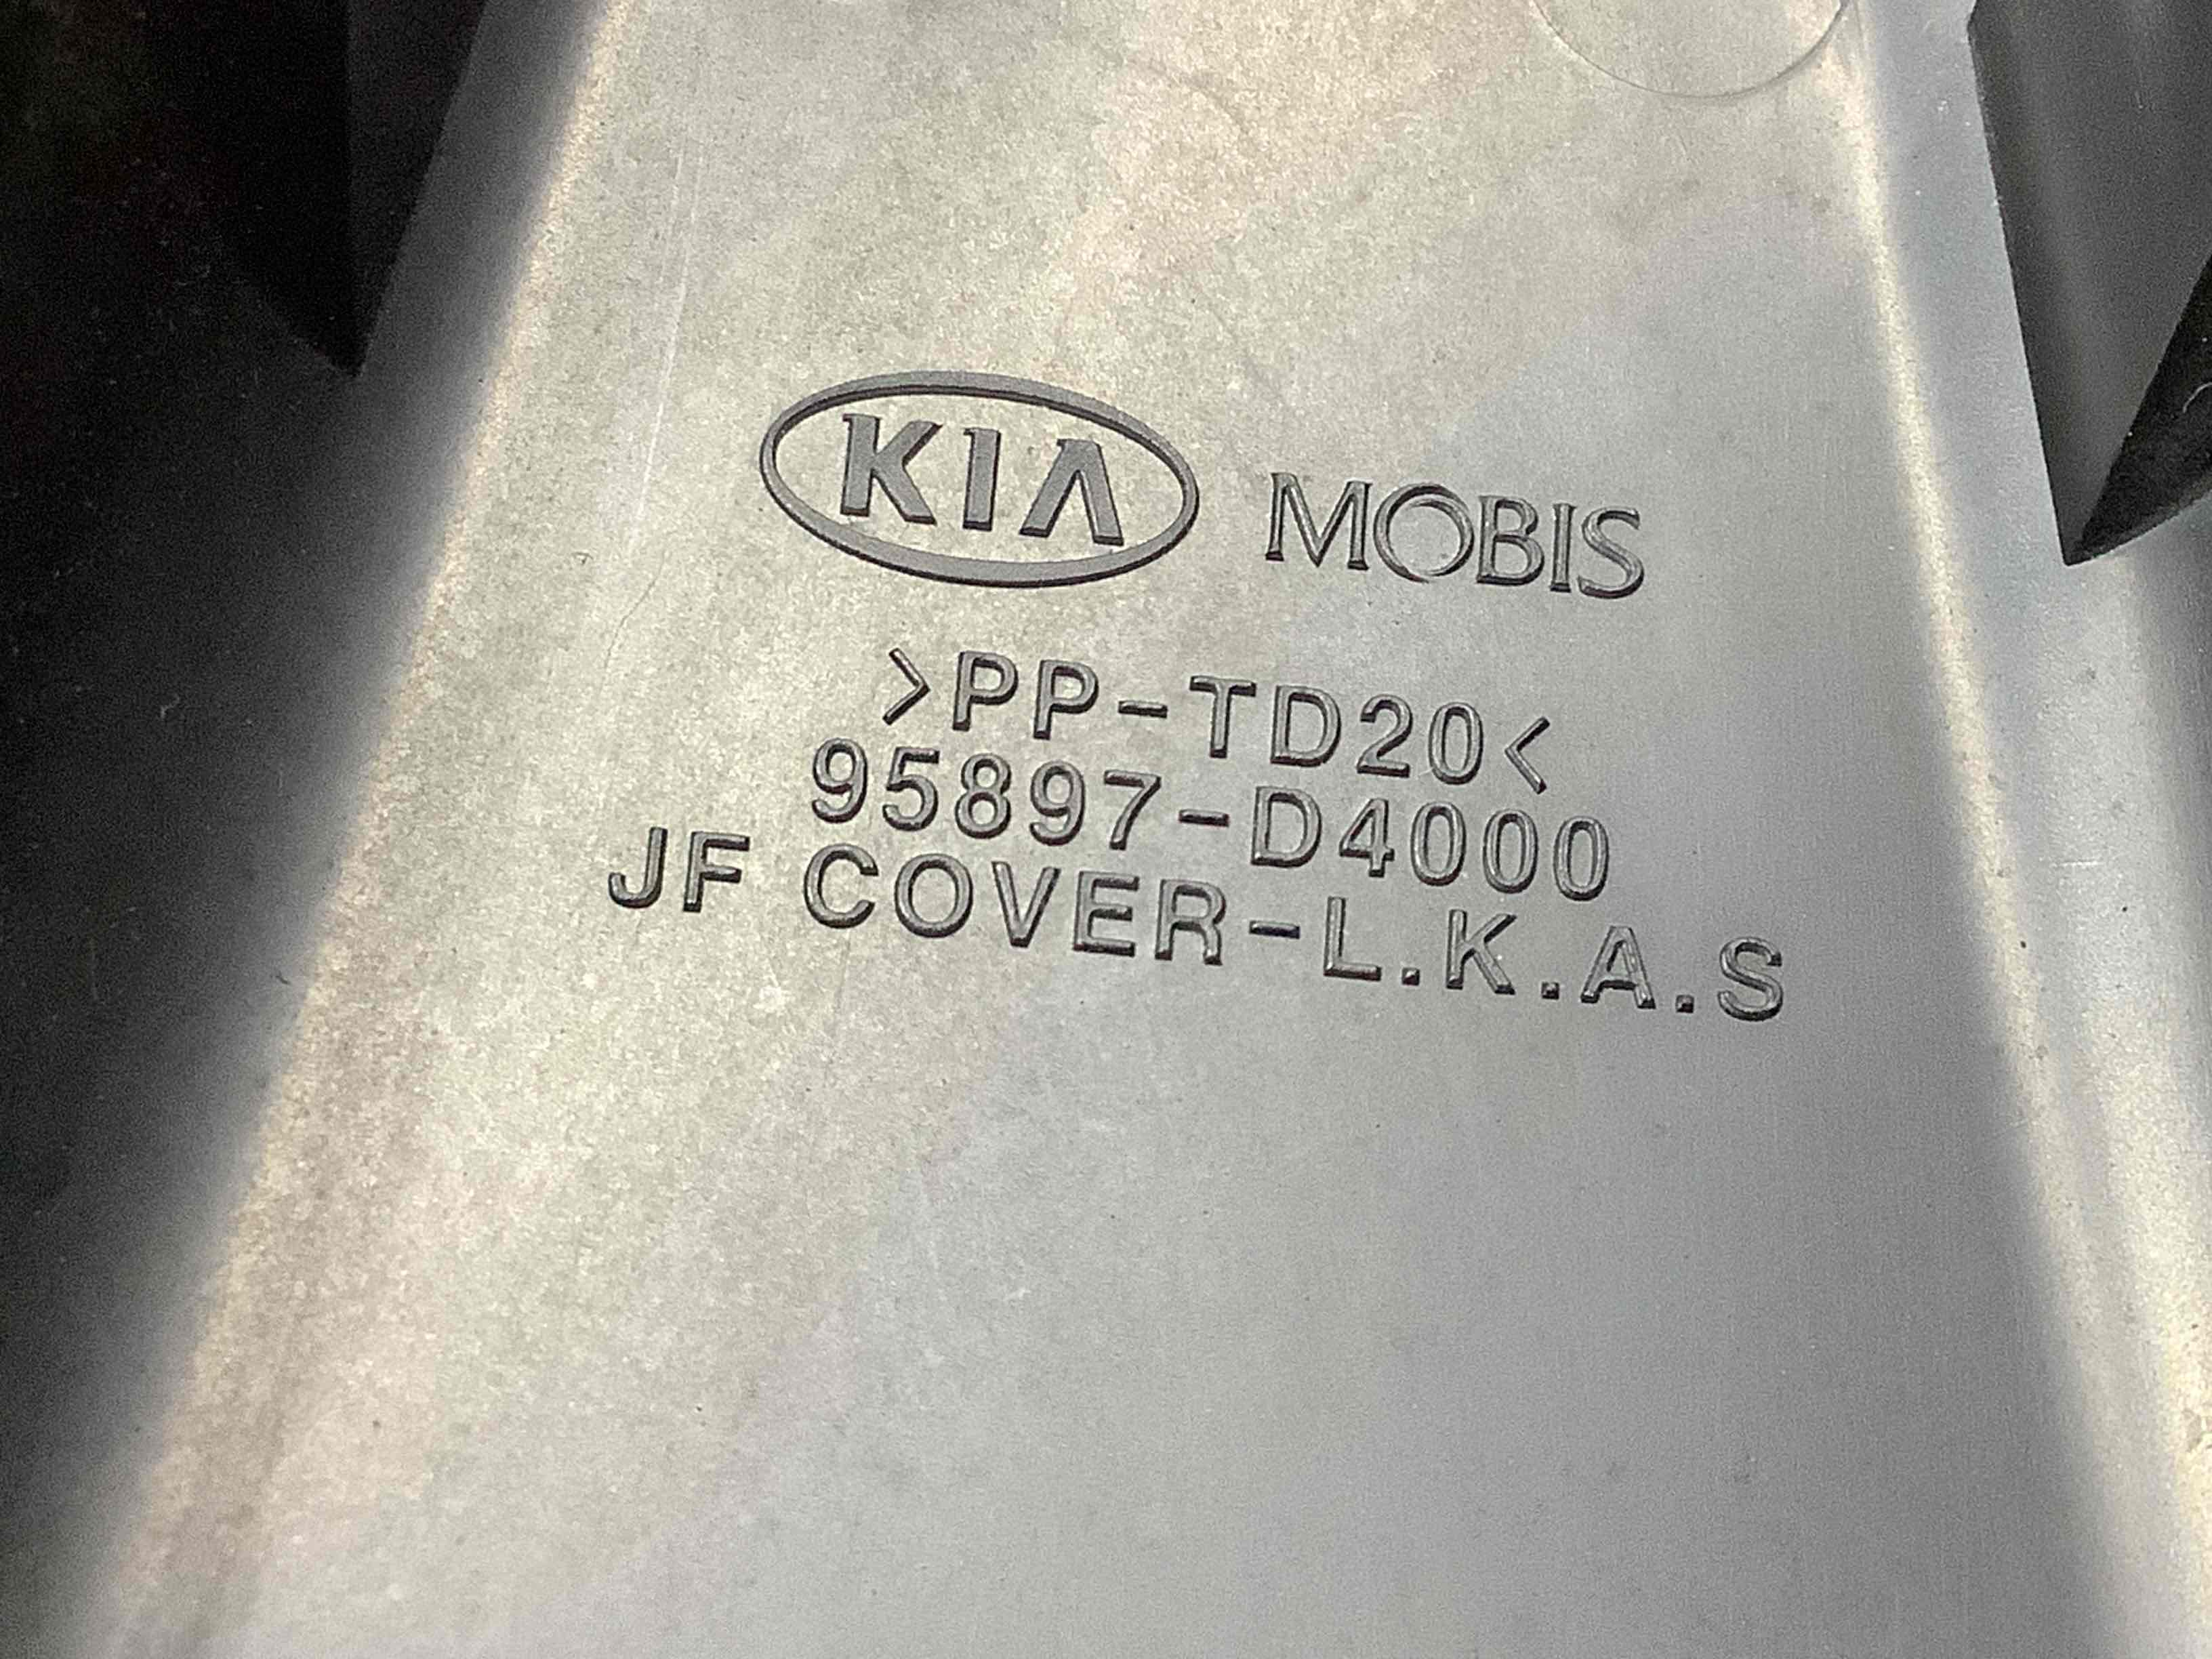 KIA MOBIS
>PP-TD20<
95897-D4000
JF COVER-L.K.A.S